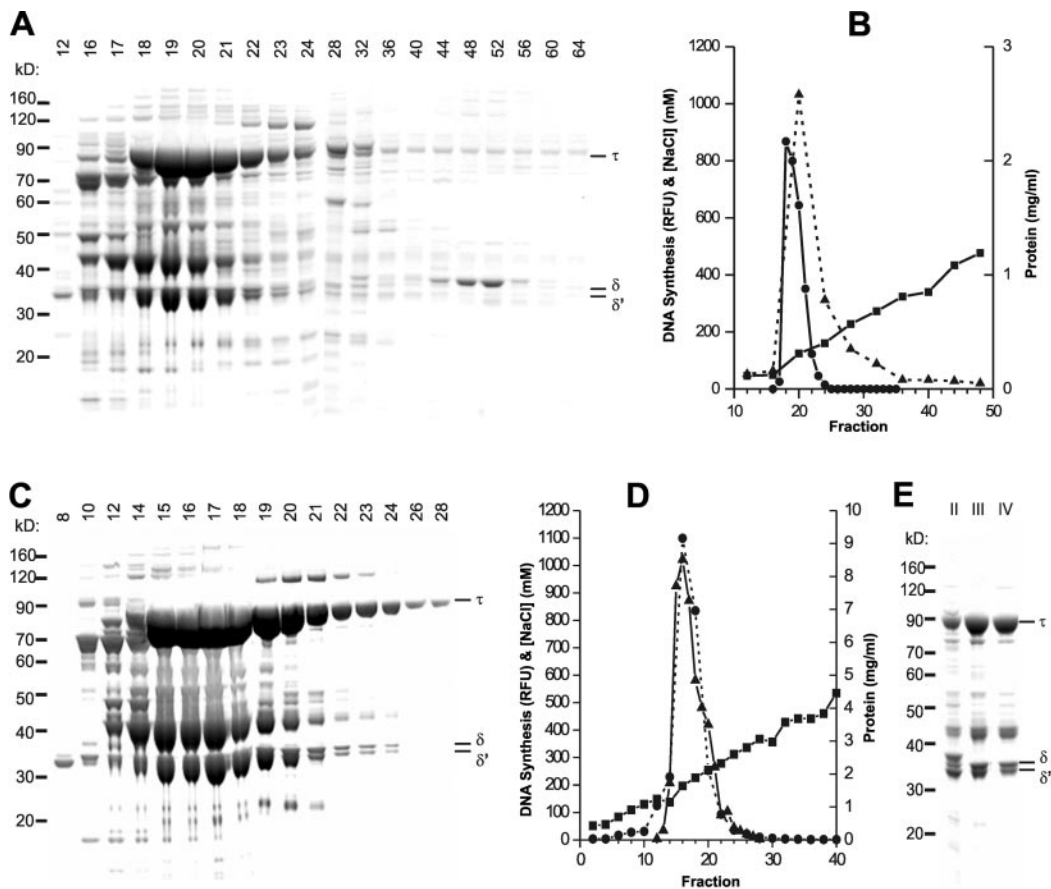 A
12 16 17 18 19 20 21 22 23 24 28 32 36 40 44 48 52 56 60 64
kD:
160
120
90
70
60
50
40
30
20
τ
δ
δ'
B
1200
1000
800
600
400
200
0
DNA Synthesis (RFU) & [NaCl] (mM)
3
2
1
0
Protein (mg/ml)
10 20 30 40 50
Fraction
C
8 10 12 14 15 16 17 18 19 20 21 22 23 24 26 28
kD:
160
120
90
70
60
50
40
30
20
τ
δ
δ'
D
1200
1100
1000
900
800
700
600
500
400
300
200
100
0
DNA Synthesis (RFU) & [NaCl] (mM)
10
9
8
7
6
5
4
3
2
1
0
Protein (mg/ml)
0 10 20 30 40
Fraction
E
II III IV
kD:
160
120
90
70
60
50
40
30
20
τ
δ
δ'